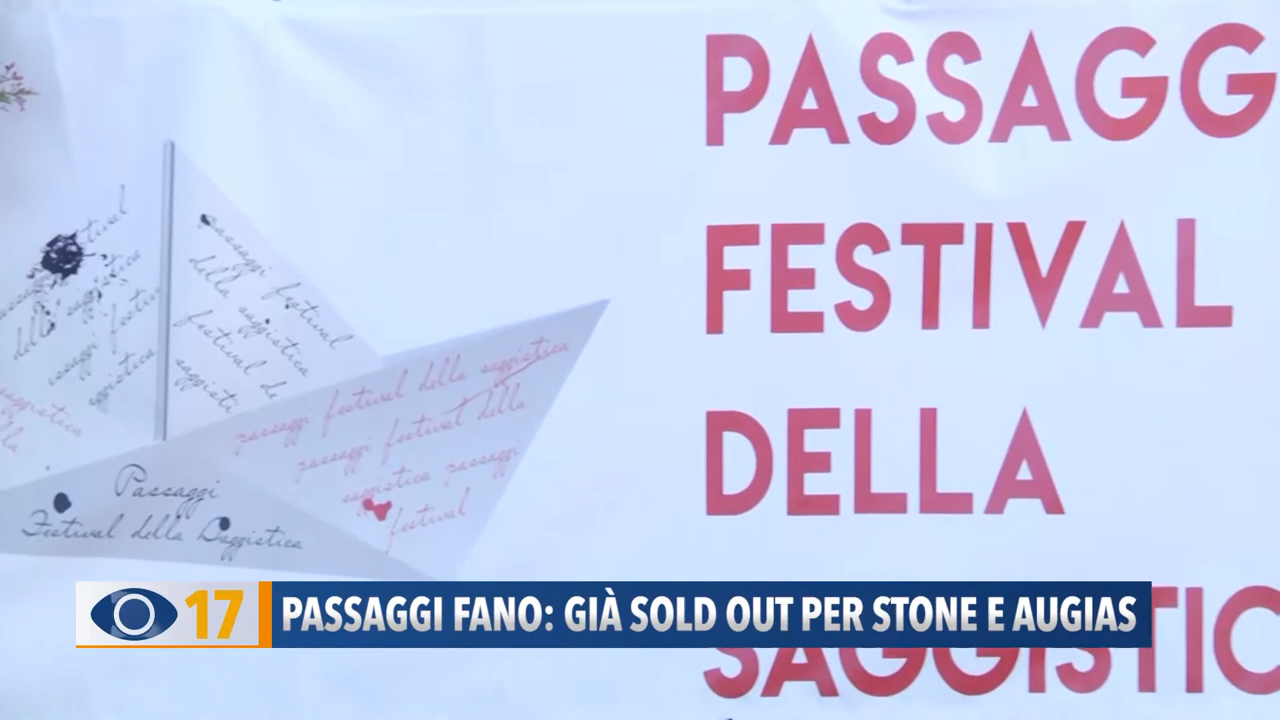 PASSAGG
FESTIVAL
DELLA
SAGGISTIC
passaggi festival
della saggistica
festival de
saggisti
passaggi festival della saggistica
passaggi festival della
saggistica passaggi
festival
Passaggi
Festival della Saggistica
17
PASSAGGI FANO: GIÀ SOLD OUT PER STONE E AUGIAS